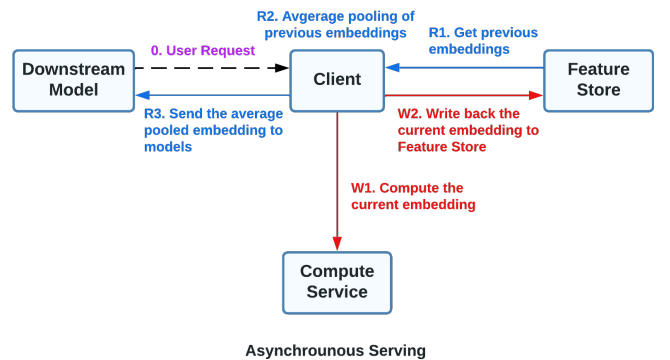 R2. Avgerage pooling of
previous embeddings
R1. Get previous
embeddings
0. User Request
Downstream
Model
Client
Feature
Store
R3. Send the average
pooled embedding to
models
W2. Write back the
current embedding to
Feature Store
W1. Compute the
current embedding
Compute
Service
Asynchrounous Serving